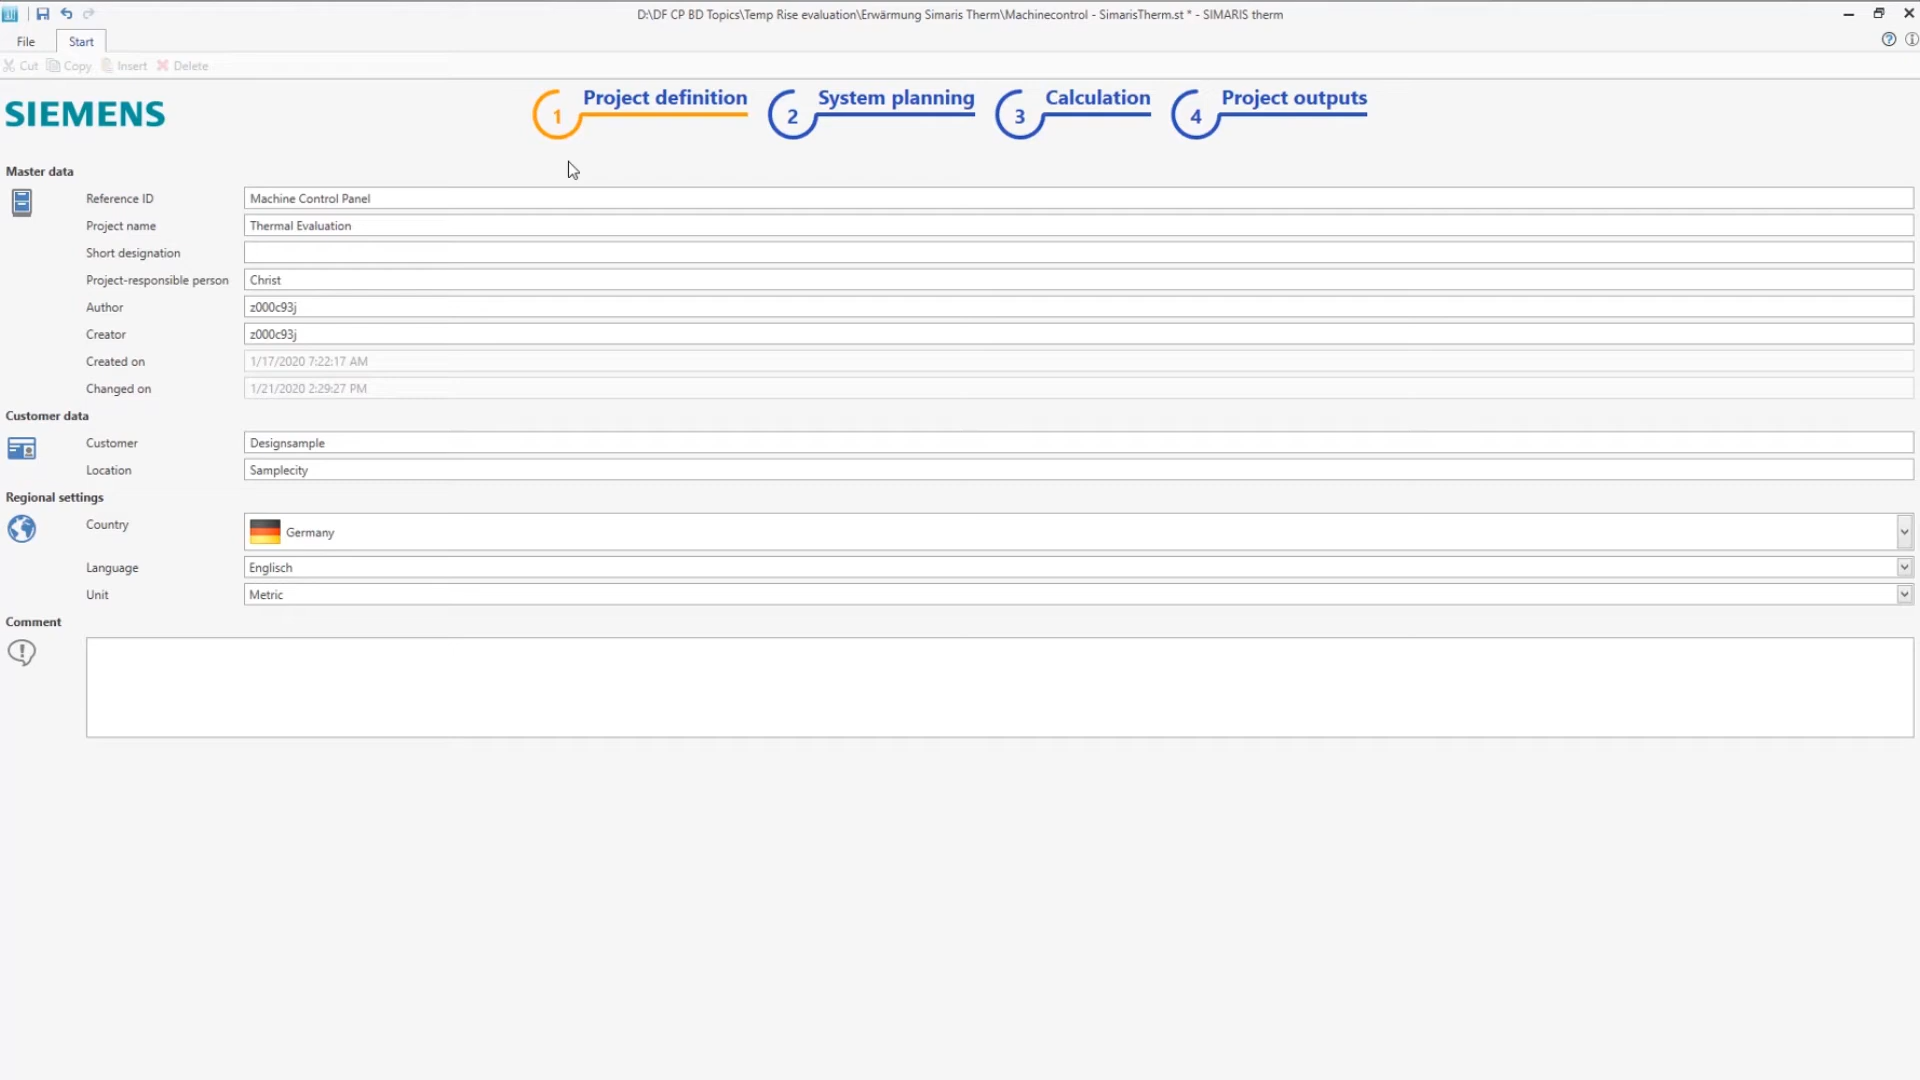 D:\DF CP BD Topics\Temp Rise evaluation\Erwärmung Simaris Therm\Machinecontrol - SimarisTherm.st * - SIMARIS therm
File Start
Cut Copy Insert Delete
SIEMENS
1 Project definition 2 System planning 3 Calculation 4 Project outputs
Master data
Reference ID Machine Control Panel
Project name Thermal Evaluation
Short designation
Project-responsible person Christ
Author z000c93j
Creator z000c93j
Created on 1/17/2020 7:22:17 AM
Changed on 1/21/2020 2:29:27 PM
Customer data
Customer Designsample
Location Samplecity
Regional settings
Country Germany
Language Englisch
Unit Metric
Comment